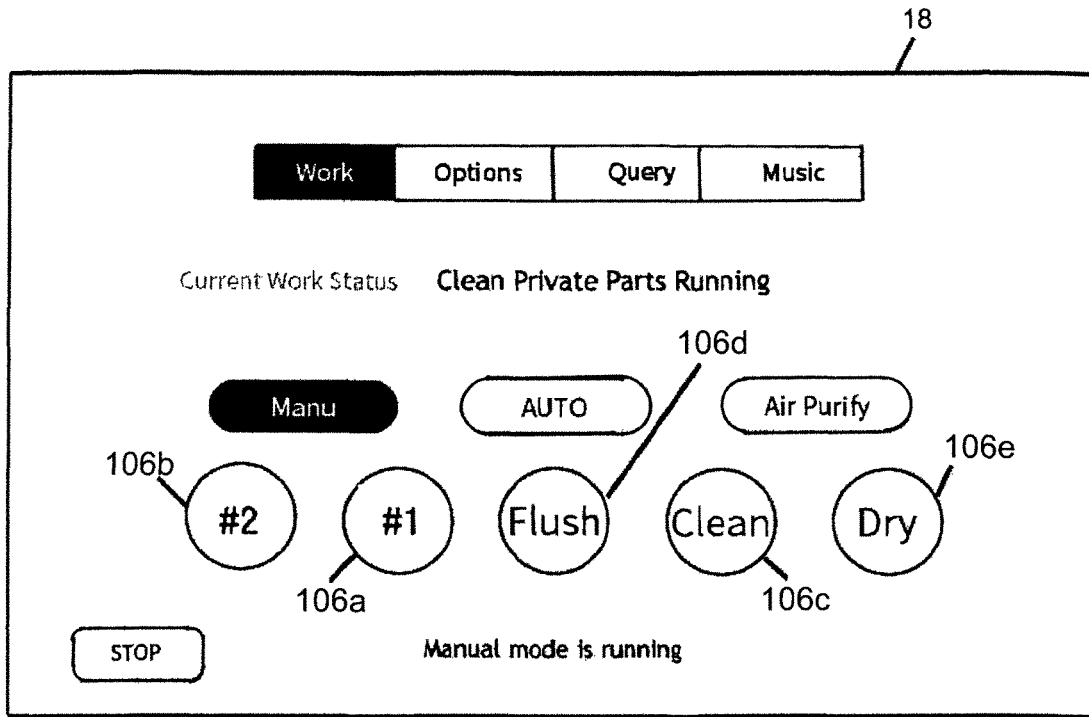 18
Work Options Query Music
Current Work Status Clean Private Parts Running
106d
Manu AUTO Air Purify
106b 106e
#2 #1 Flush Clean Dry
106a 106c
STOP Manual mode is running